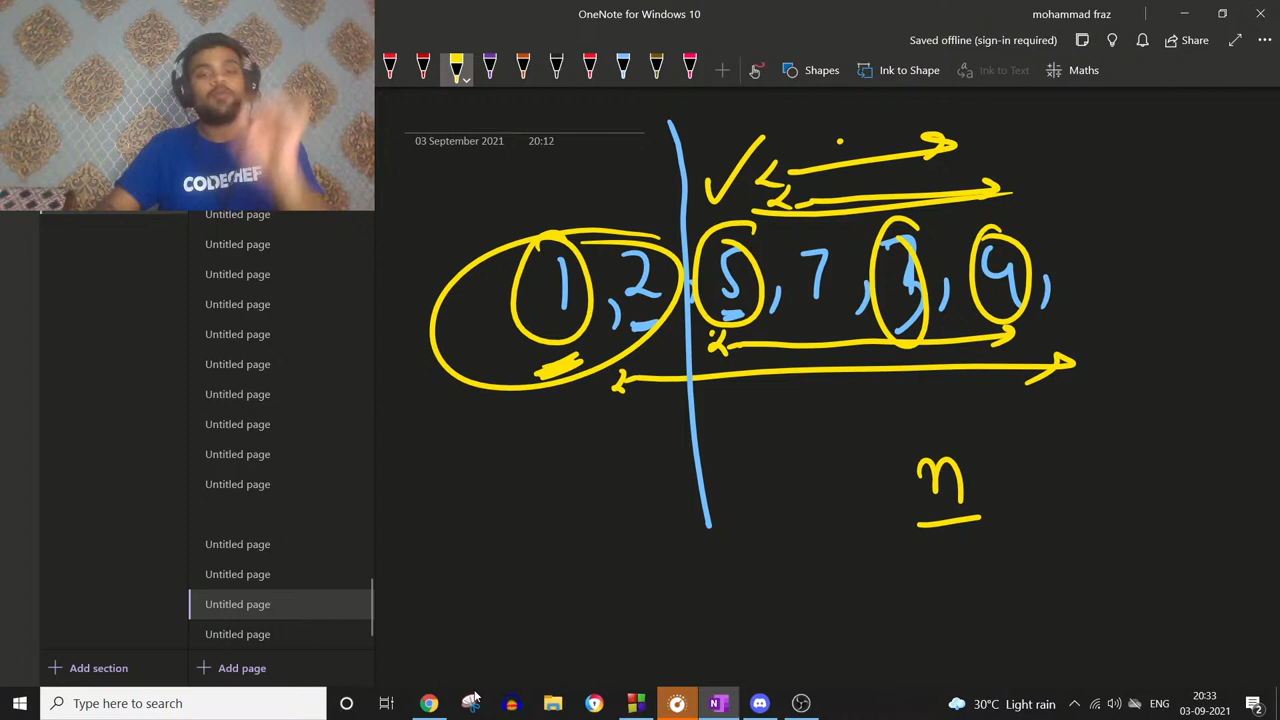 OneNote for Windows 10
mohammad fraz
Saved offline (sign-in required)
Share
Shapes
Ink to Shape
Ink to Text
Maths
03 September 2021
20:12
CODECHEF
Untitled page
Untitled page
Untitled page
Untitled page
Untitled page
Untitled page
Untitled page
Untitled page
Untitled page
Untitled page
Untitled page
Untitled page
Untitled page
Untitled page
1, 2, 5, 7, 7, 9,
n
Add section
Add page
Type here to search
30°C Light rain
ENG
20:33
03-09-2021
2